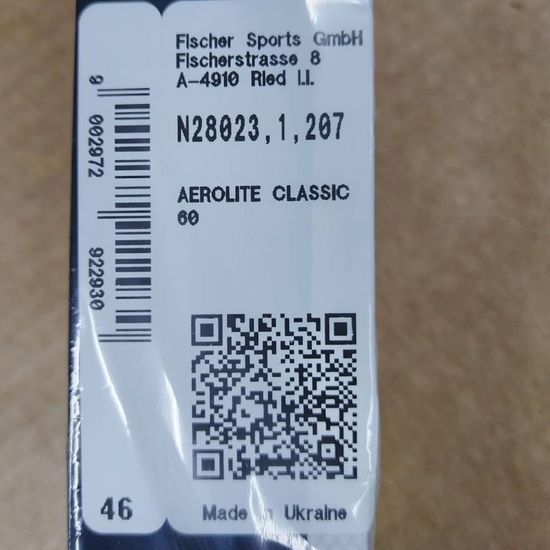 Fischer Sports GmbH
Fischerstrasse 8
A-4910 Ried I.I.
N28023,1,207
AEROLITE CLASSIC
60
9 002972 922930
46
Made in Ukraine